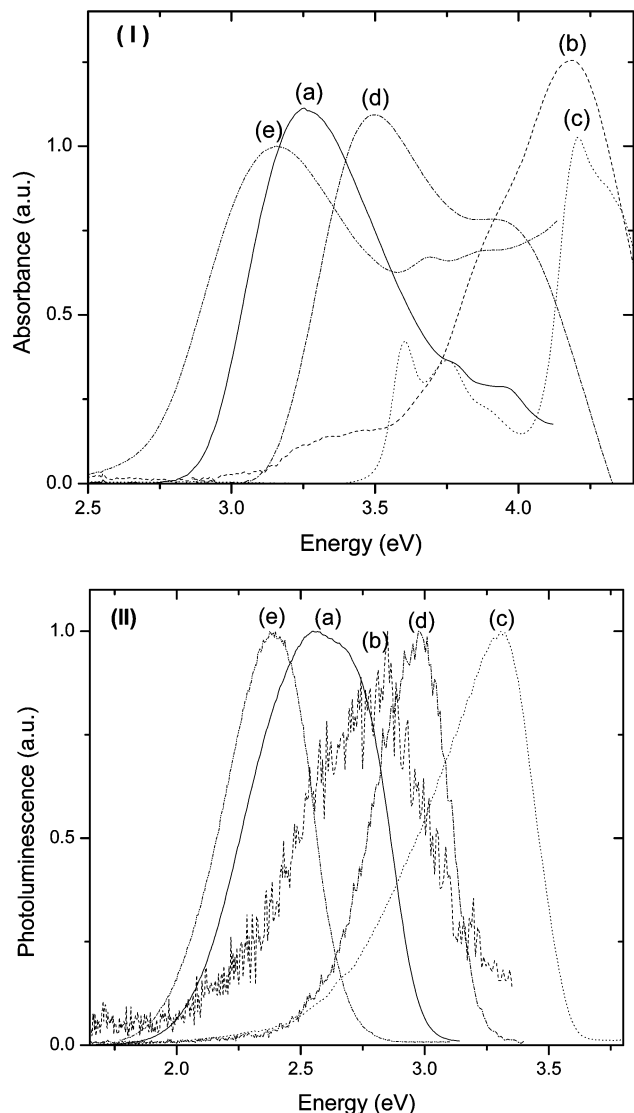 ( I )
(b)
(a)
(d)
(c)
(e)
1.0
0.5
0.0
Absorbance (a.u.)
2.5 3.0 3.5 4.0
Energy (eV)
(II)
(e) (a) (b) (d) (c)
1.0
0.5
0.0
Photoluminescence (a.u.)
2.0 2.5 3.0 3.5
Energy (eV)